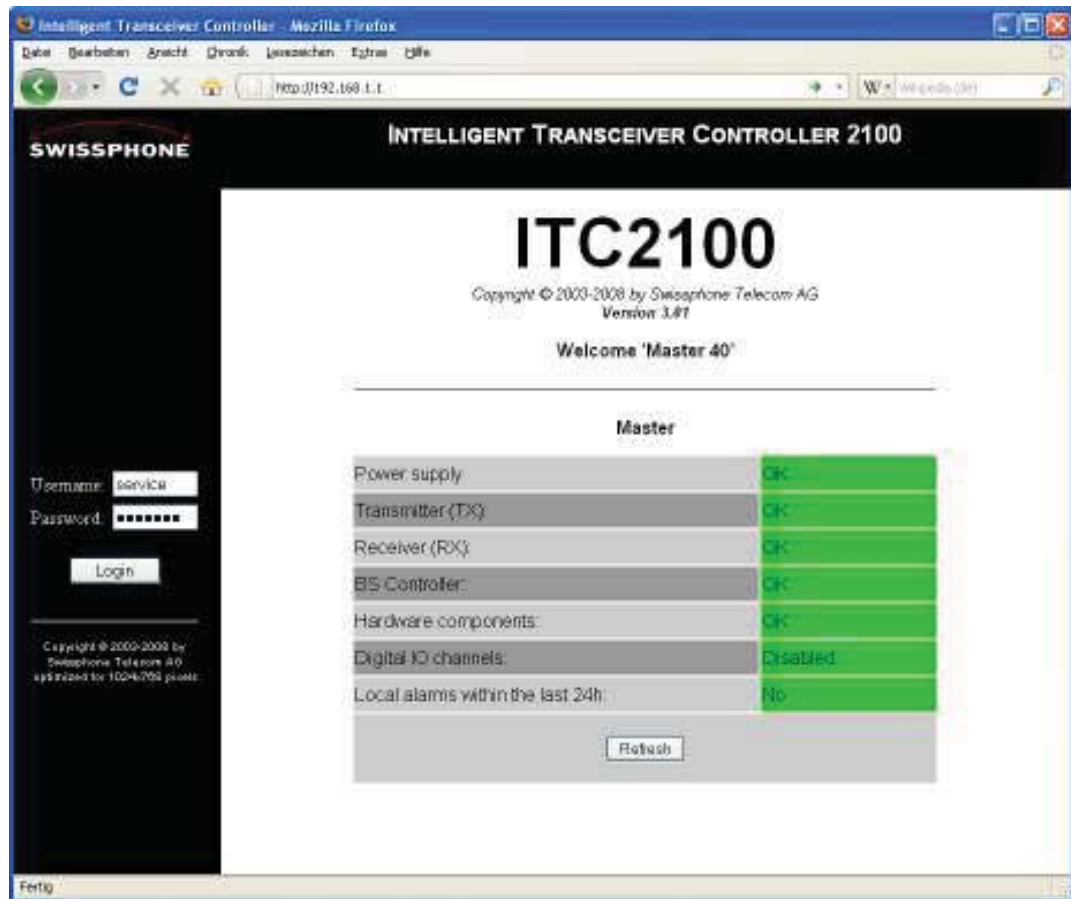 Intelligent Transceiver Controller - Mozilla Firefox
Datei Bearbeiten Ansicht Chronik Lesezeichen Extras Hilfe
http://192.168.1.1
W Wikipedia (de)
SWISSPHONE
INTELLIGENT TRANSCEIVER CONTROLLER 2100
ITC2100
Copyright © 2003-2008 by Swissphone Telecom AG
Version 3.01
Welcome 'Master 40'
Master
Power supply: OK
Transmitter (TX): OK
Receiver (RX): OK
BS Controller: OK
Hardware components: OK
Digital IO channels: Disabled
Local alarms within the last 24h: No
Refresh
Username: service
Password: •••••••
Login
Copyright © 2003-2008 by
Swissphone Telecom AG
optimized for 1024x768 pixels
Fertig